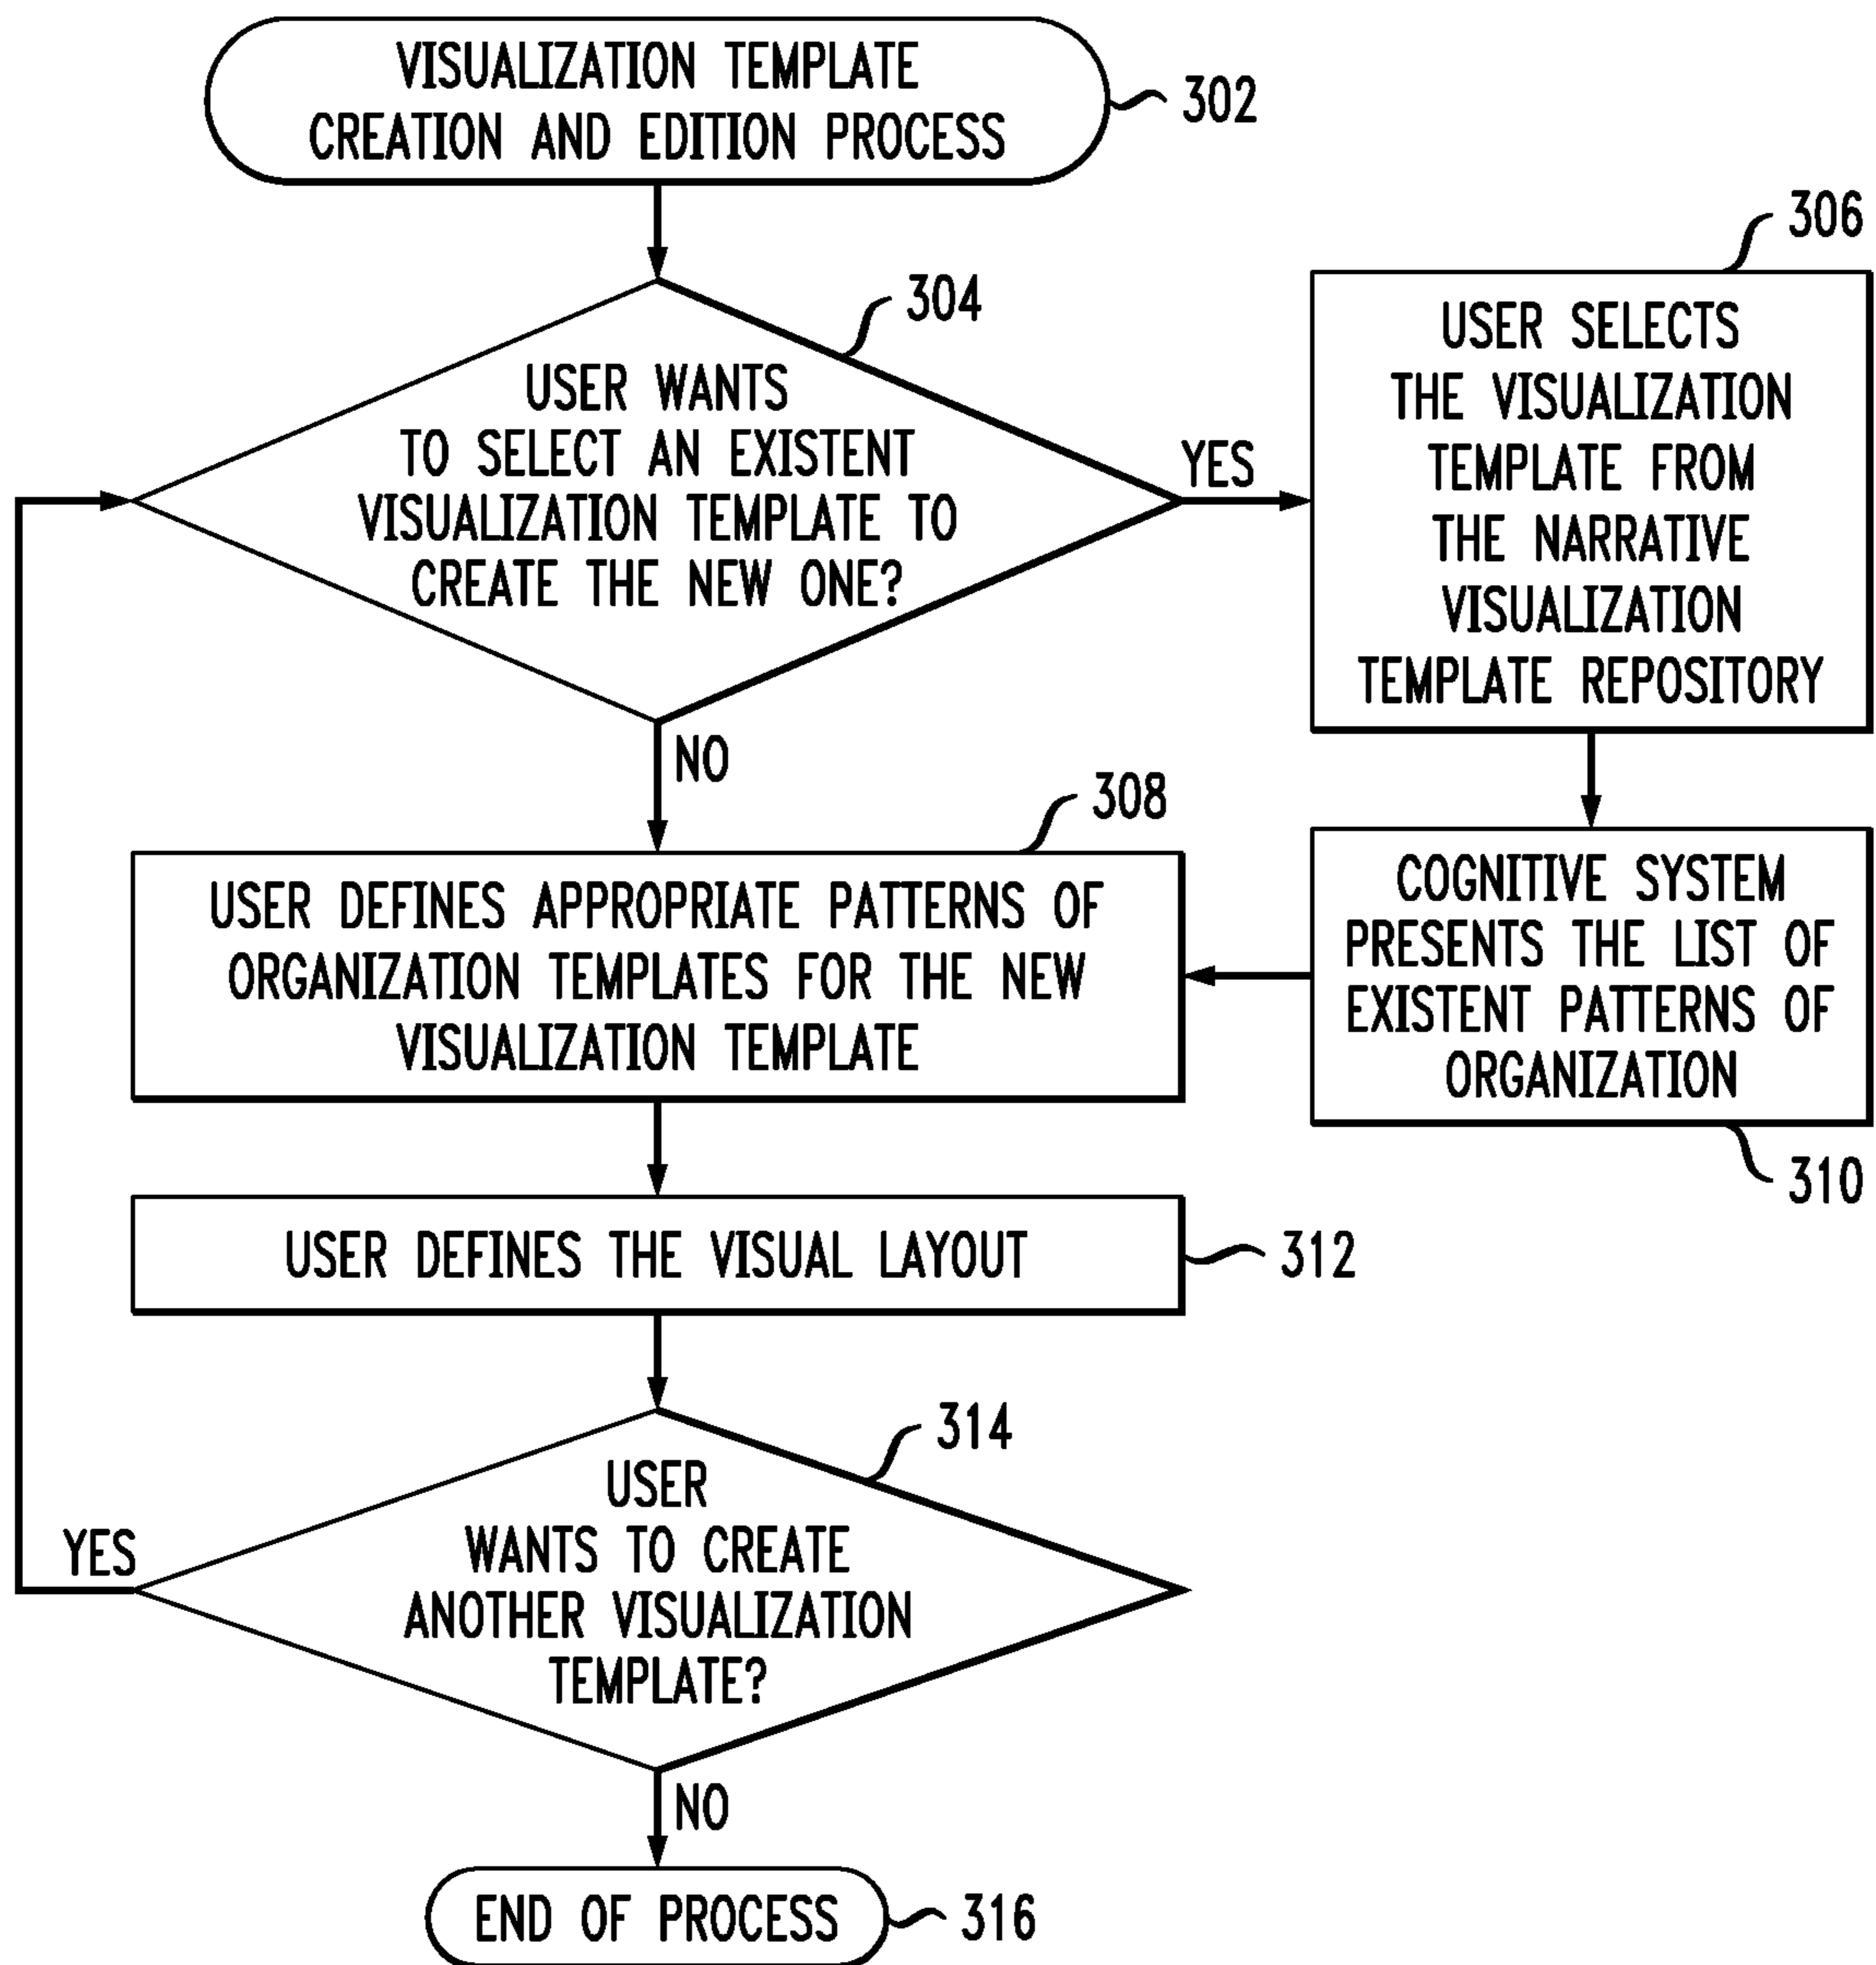 VISUALIZATION TEMPLATE
CREATION AND EDITION PROCESS
302
304
USER WANTS
TO SELECT AN EXISTENT
VISUALIZATION TEMPLATE TO
CREATE THE NEW ONE?
YES
306
USER SELECTS
THE VISUALIZATION
TEMPLATE FROM
THE NARRATIVE
VISUALIZATION
TEMPLATE REPOSITORY
NO
308
USER DEFINES APPROPRIATE PATTERNS OF
ORGANIZATION TEMPLATES FOR THE NEW
VISUALIZATION TEMPLATE
COGNITIVE SYSTEM
PRESENTS THE LIST OF
EXISTENT PATTERNS OF
ORGANIZATION
310
USER DEFINES THE VISUAL LAYOUT
312
314
USER
WANTS TO CREATE
ANOTHER VISUALIZATION
TEMPLATE?
YES
NO
END OF PROCESS
316